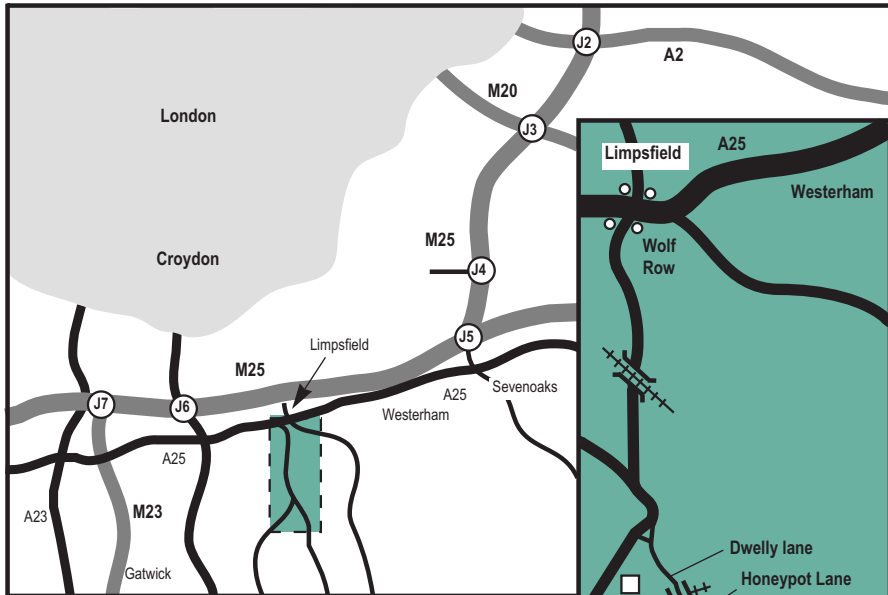 J2
A2
M20
London
J3
A25
Limpsfield
Westerham
M25
Wolf
Row
Croydon
J4
J5
Limpsfield
M25
A25
Sevenoaks
J7
J6
Westerham
A25
A23
M23
Gatwick
Dwelly lane
Honeypot Lane